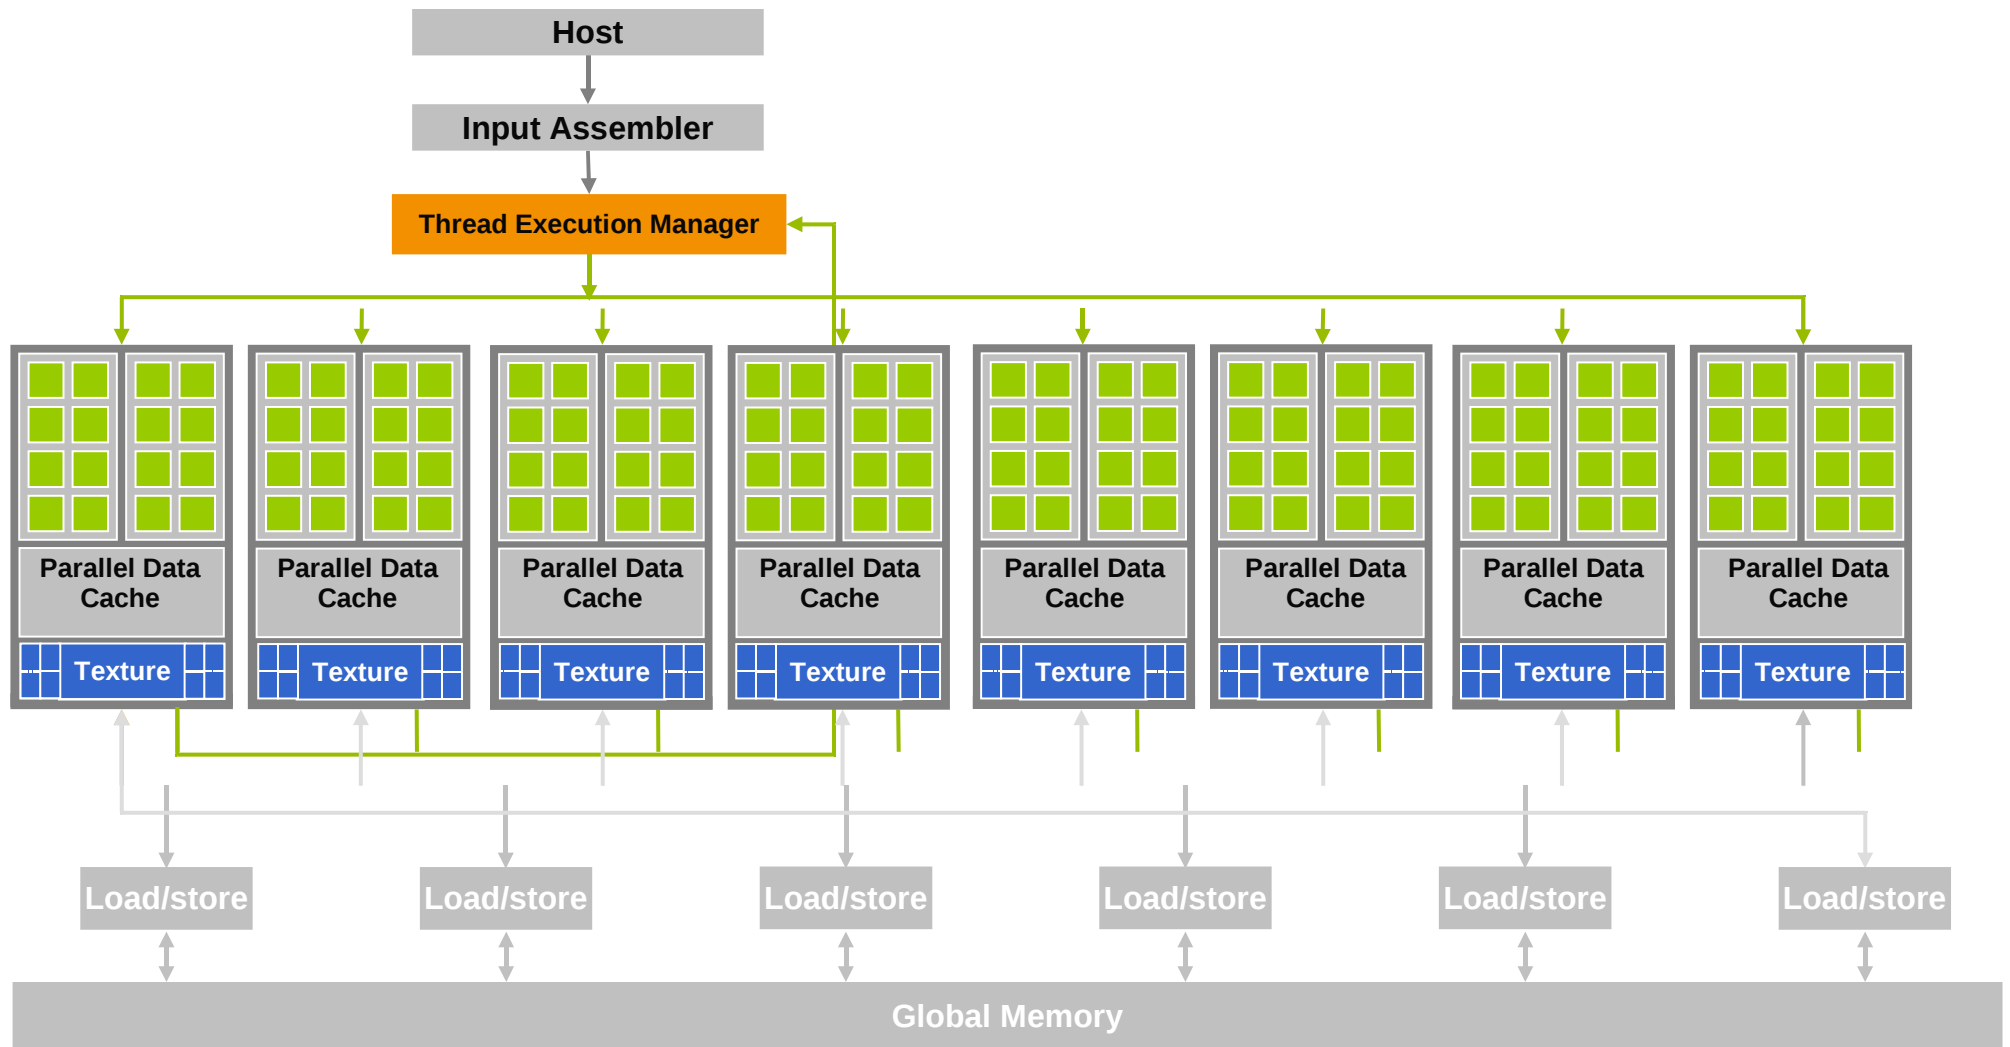 Host
Input Assembler
Thread Execution Manager
Parallel Data
Cache
Parallel Data
Cache
Parallel Data
Cache
Parallel Data
Cache
Parallel Data
Cache
Parallel Data
Cache
Parallel Data
Cache
Parallel Data
Cache
Texture
Texture
Texture
Texture
Texture
Texture
Texture
Texture
Load/store
Load/store
Load/store
Load/store
Load/store
Load/store
Global Memory